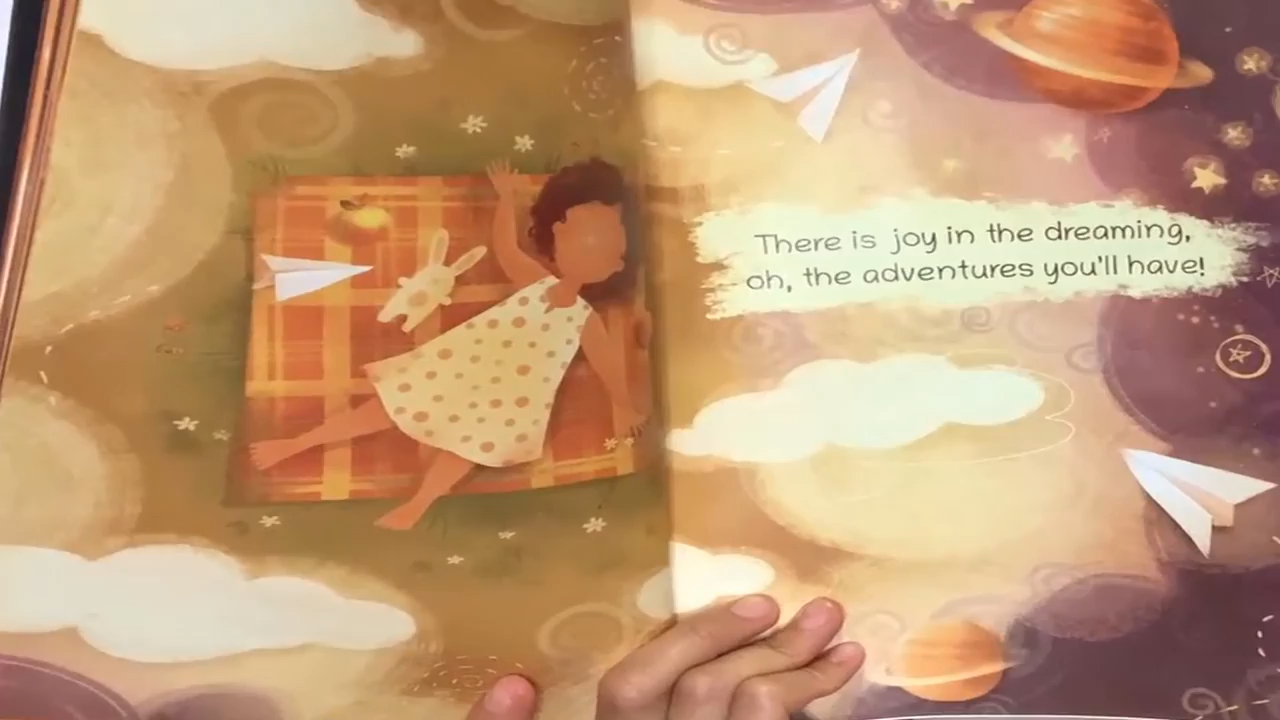 There is joy in the dreaming,
oh, the adventures you'll have!